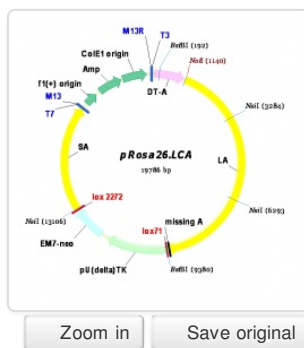 M13R
T3
ColE1 origin
BstBI (192)
Amp
NotI (1140)
f1(+) origin
DT-A
M13
T7
NsiI (3284)
SA
pRosa26.LCA
19786 bp
LA
lox 2272
NsiI (13106)
missing A
NsiI (6293)
lox71
EM7-neo
BstBI (9380)
pU(delta)TK
Zoom in
Save original